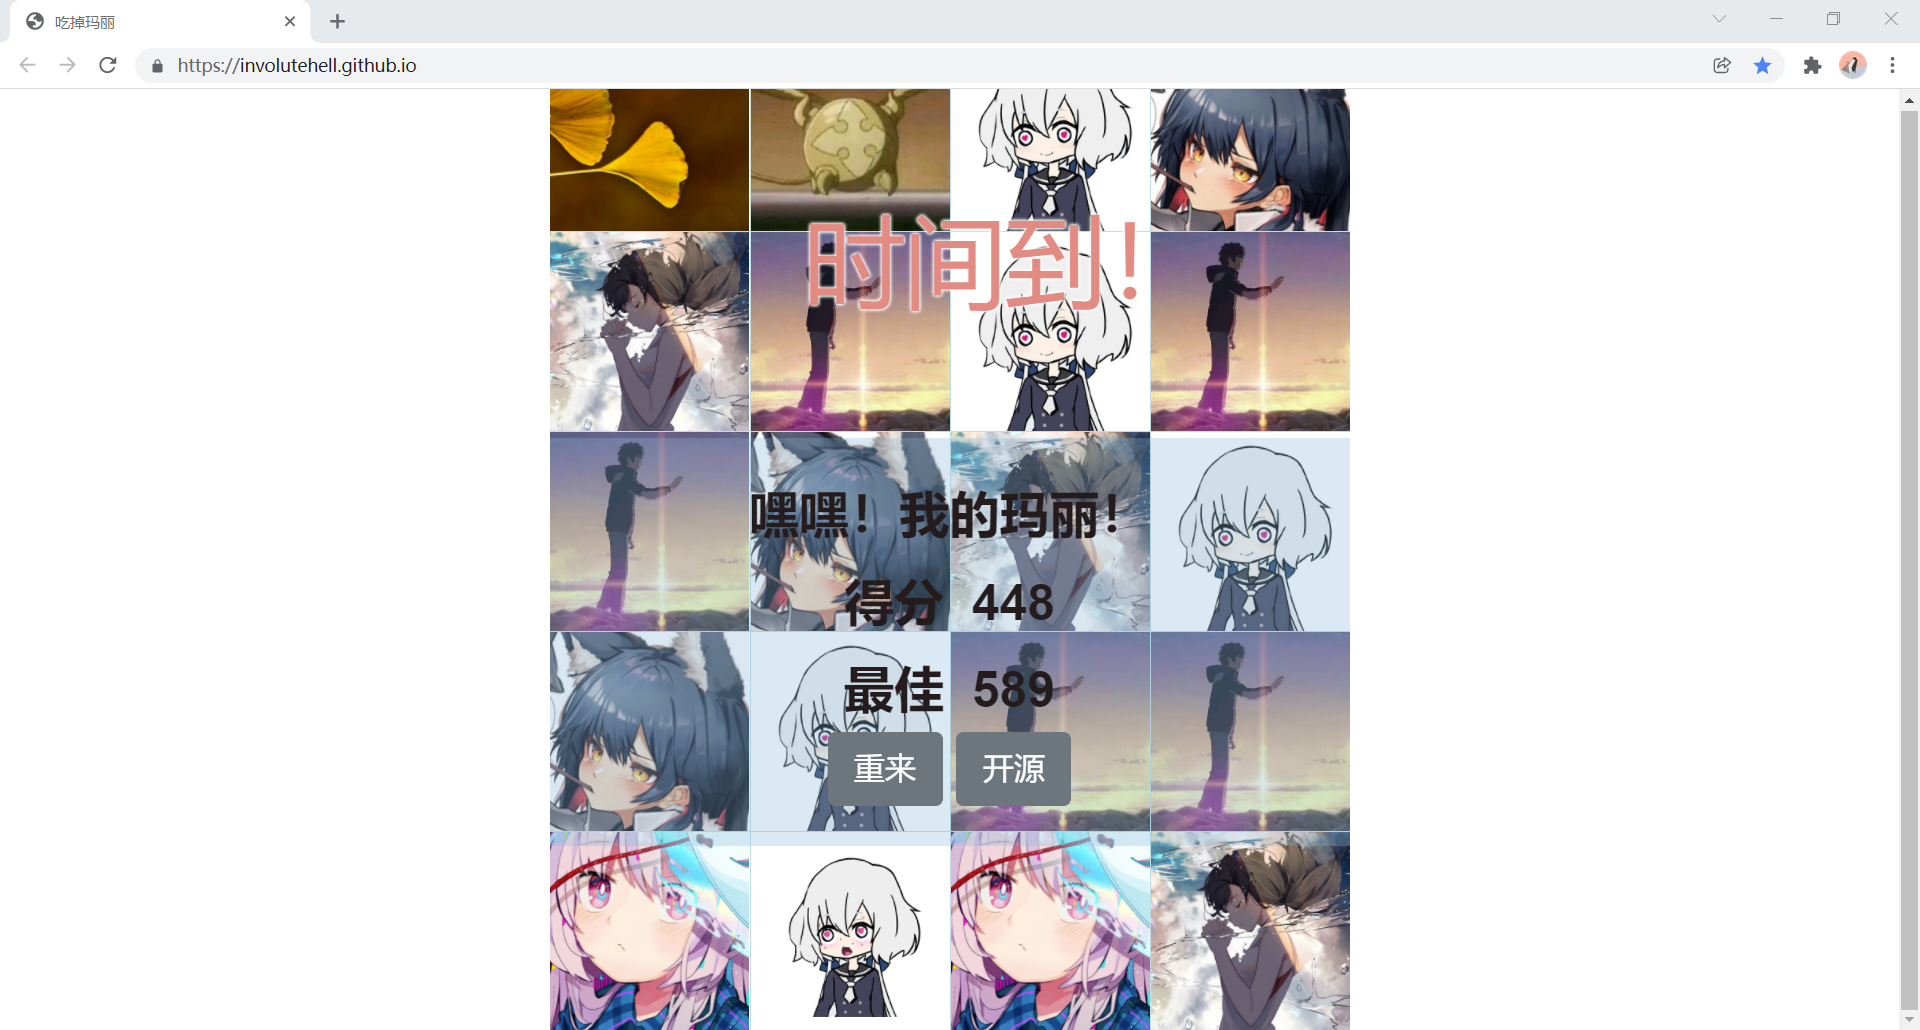 吃掉玛丽
https://involutehell.github.io
时间到!
嘿嘿！我的玛丽！
得分 448
最佳 589
重来 开源